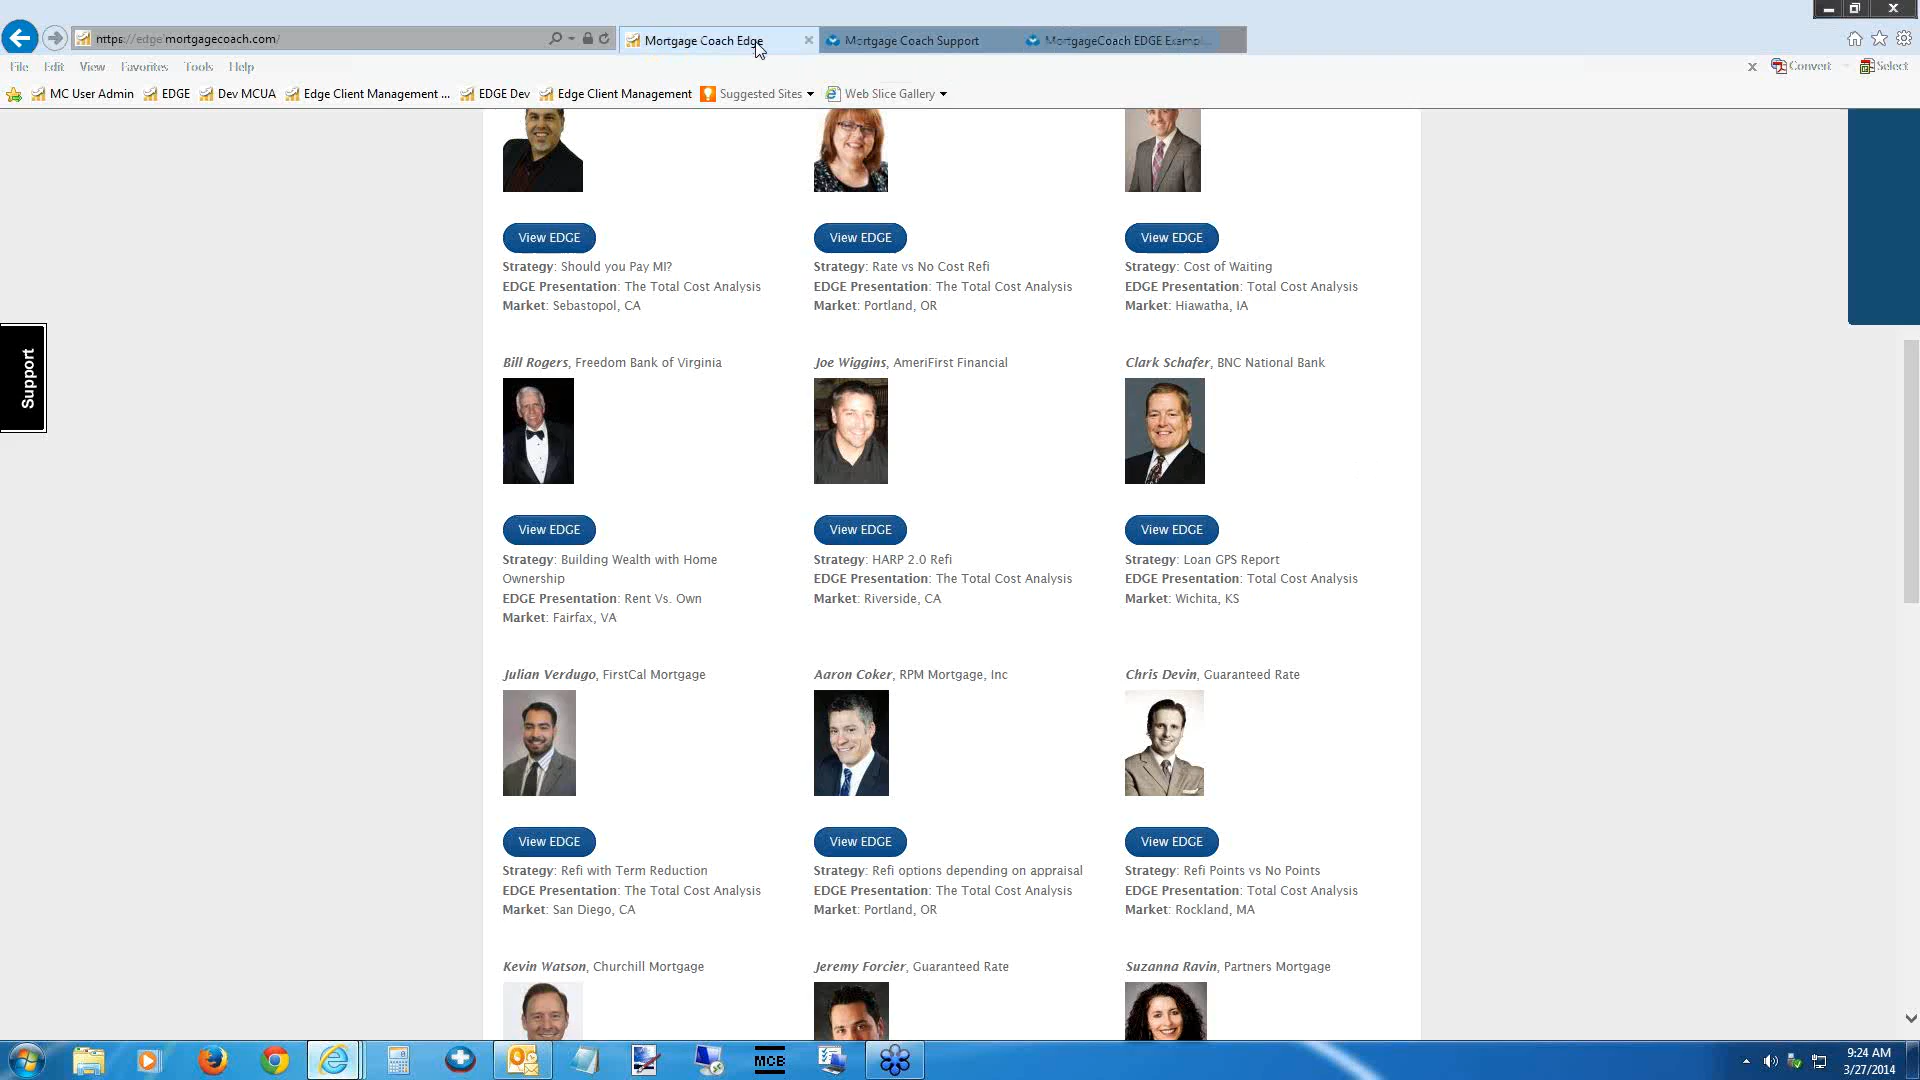 https://edge.mortgagecoach.com/
Mortgage Coach Edge
Mortgage Coach Support
MortgageCoach EDGE Exampl...
File Edit View Favorites Tools Help
Convert
Select
MC User Admin
EDGE
Dev MCUA
Edge Client Management ...
EDGE Dev
Edge Client Management
Suggested Sites
Web Slice Gallery
Support
View EDGE
Strategy: Should you Pay MI?
EDGE Presentation: The Total Cost Analysis
Market: Sebastopol, CA
View EDGE
Strategy: Rate vs No Cost Refi
EDGE Presentation: The Total Cost Analysis
Market: Portland, OR
View EDGE
Strategy: Cost of Waiting
EDGE Presentation: Total Cost Analysis
Market: Hiawatha, IA
Bill Rogers, Freedom Bank of Virginia
View EDGE
Strategy: Building Wealth with Home
Ownership
EDGE Presentation: Rent Vs. Own
Market: Fairfax, VA
Joe Wiggins, AmeriFirst Financial
View EDGE
Strategy: HARP 2.0 Refi
EDGE Presentation: The Total Cost Analysis
Market: Riverside, CA
Clark Schafer, BNC National Bank
View EDGE
Strategy: Loan GPS Report
EDGE Presentation: Total Cost Analysis
Market: Wichita, KS
Julian Verdugo, FirstCal Mortgage
View EDGE
Strategy: Refi with Term Reduction
EDGE Presentation: The Total Cost Analysis
Market: San Diego, CA
Aaron Coker, RPM Mortgage, Inc
View EDGE
Strategy: Refi options depending on appraisal
EDGE Presentation: The Total Cost Analysis
Market: Portland, OR
Chris Devin, Guaranteed Rate
View EDGE
Strategy: Refi Points vs No Points
EDGE Presentation: Total Cost Analysis
Market: Rockland, MA
Kevin Watson, Churchill Mortgage
Jeremy Forcier, Guaranteed Rate
Suzanna Ravin, Partners Mortgage
MCB
9:24 AM
3/27/2014